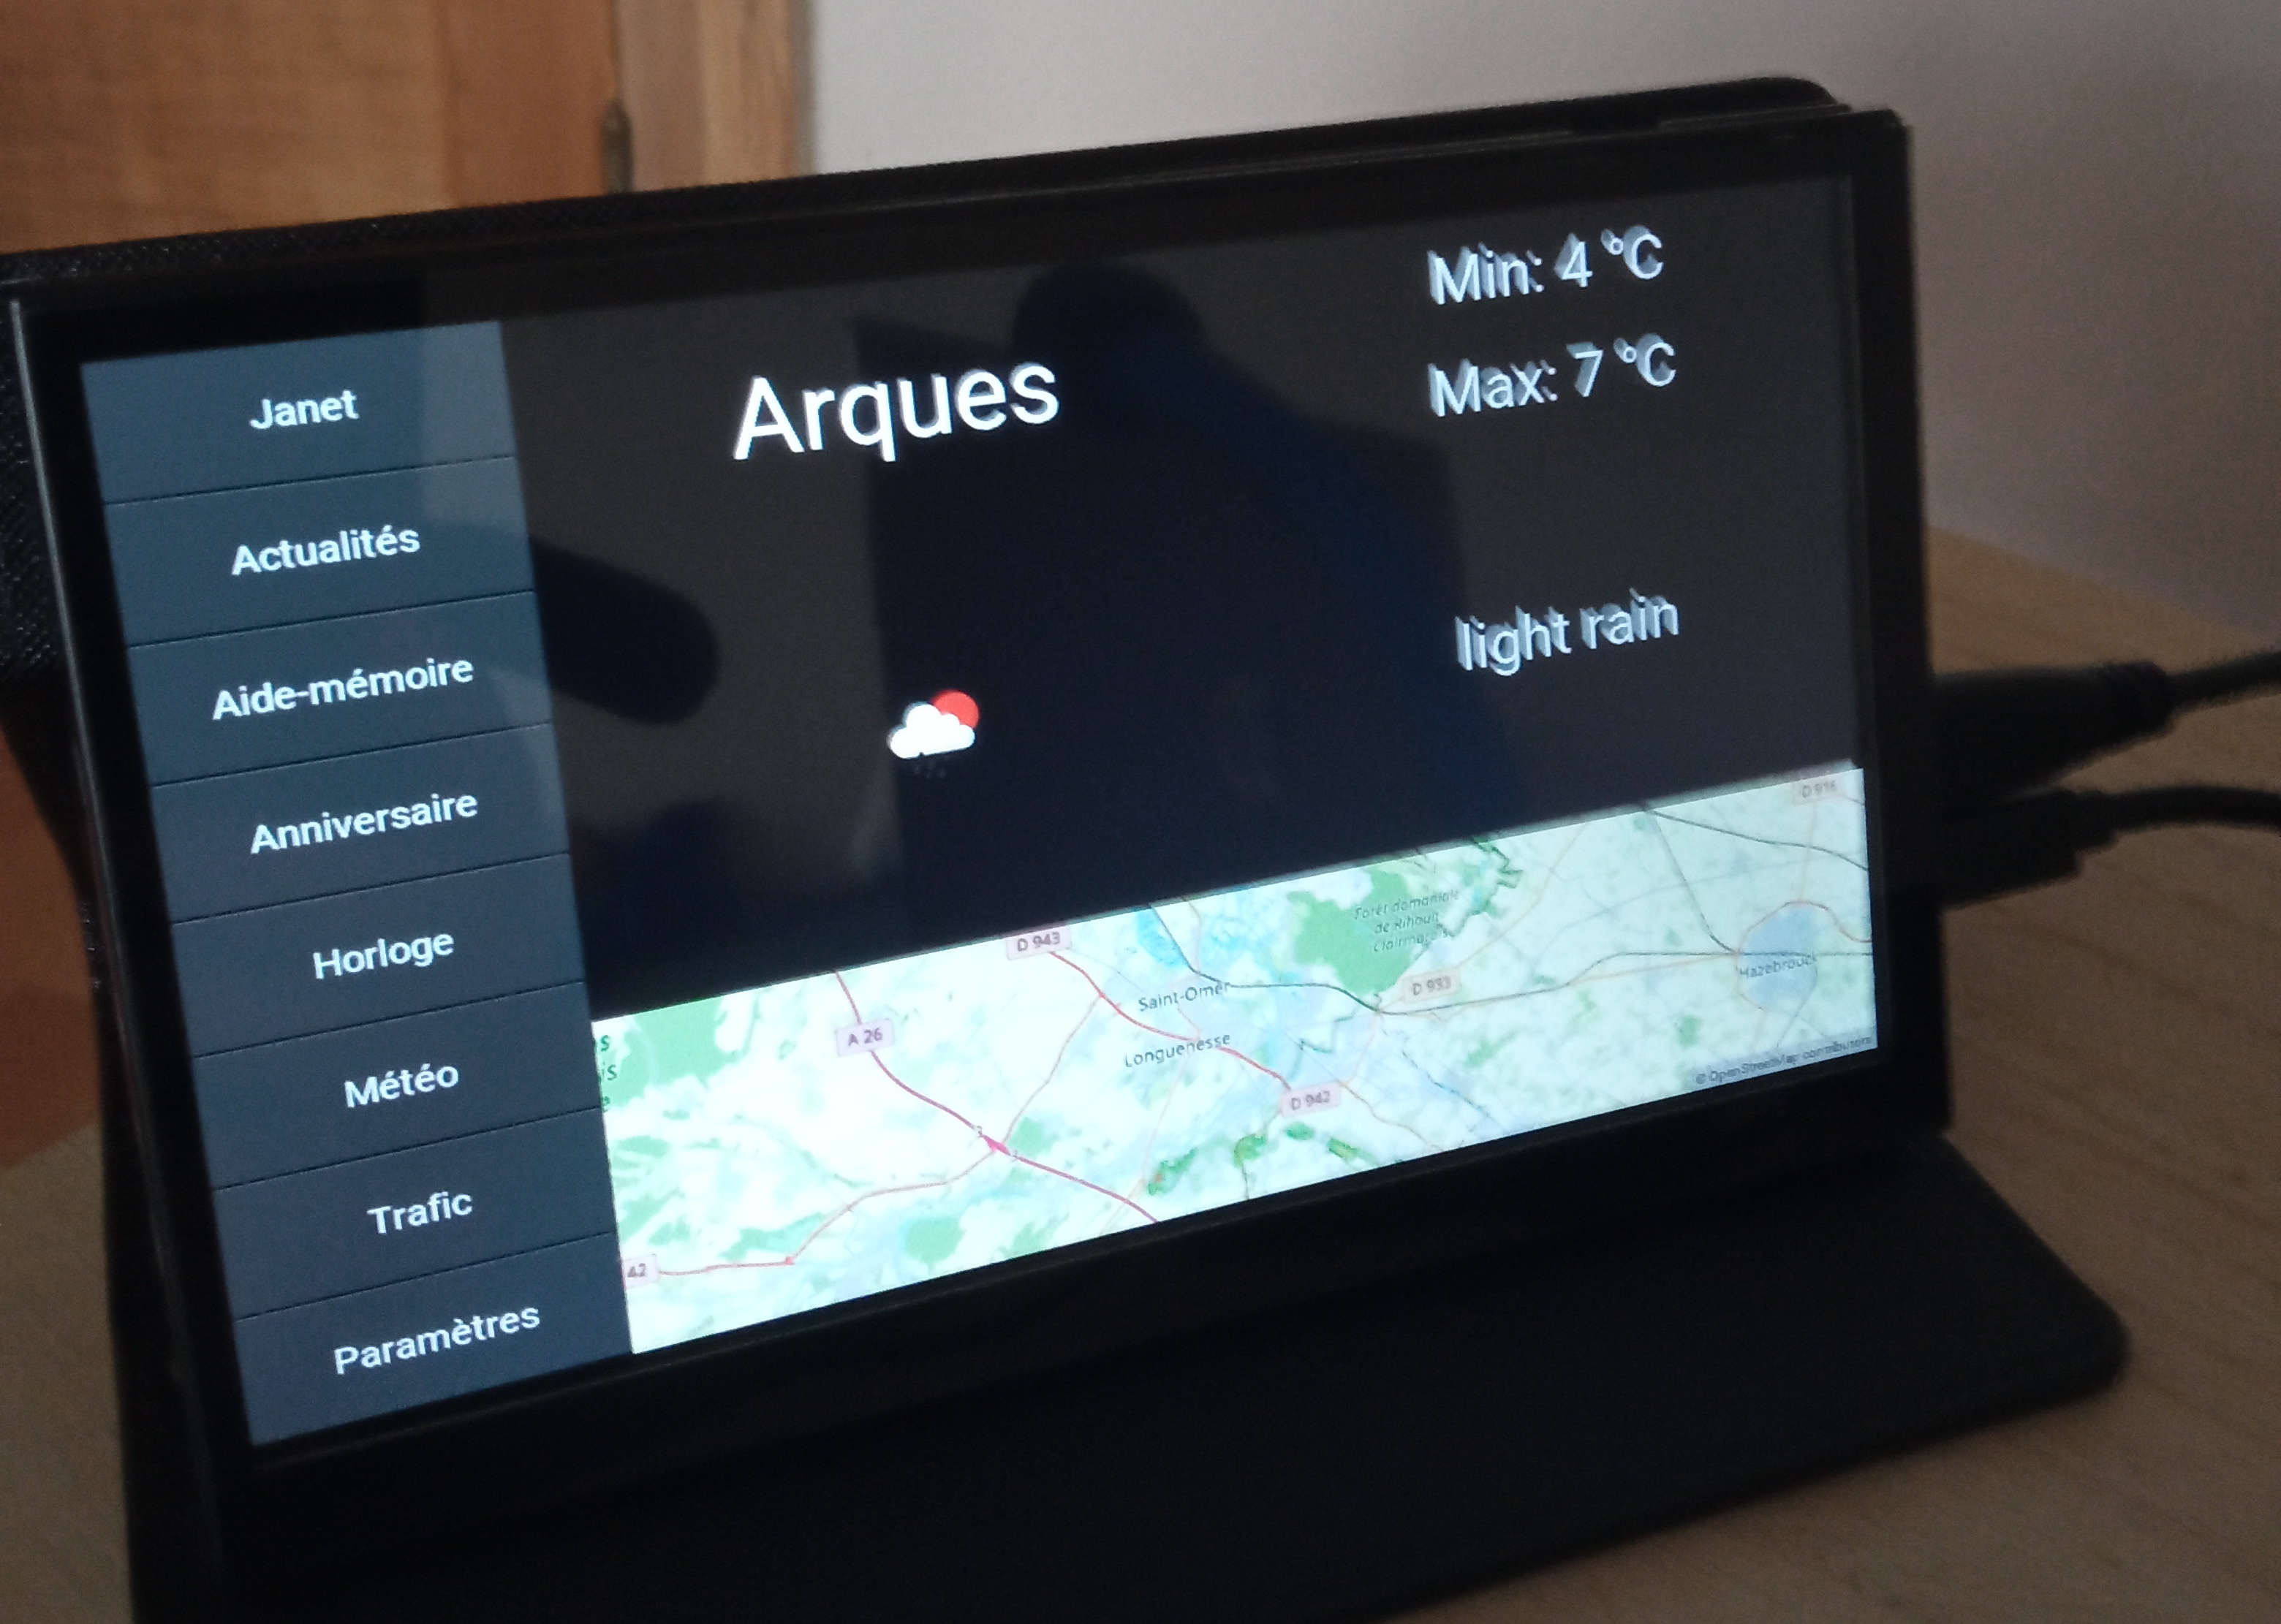 Janet
Actualités
Aide-mémoire
Anniversaire
Horloge
Météo
Trafic
Paramètres
Arques
Min: 4 °C
Max: 7 °C
light rain
D 916
D 943
Forêt domaniale
de Rihoult
Saint-Omer
D 933
Hazebrouck
A 26
Longuenesse
D 942
3
42
© OpenStreetMap contributors